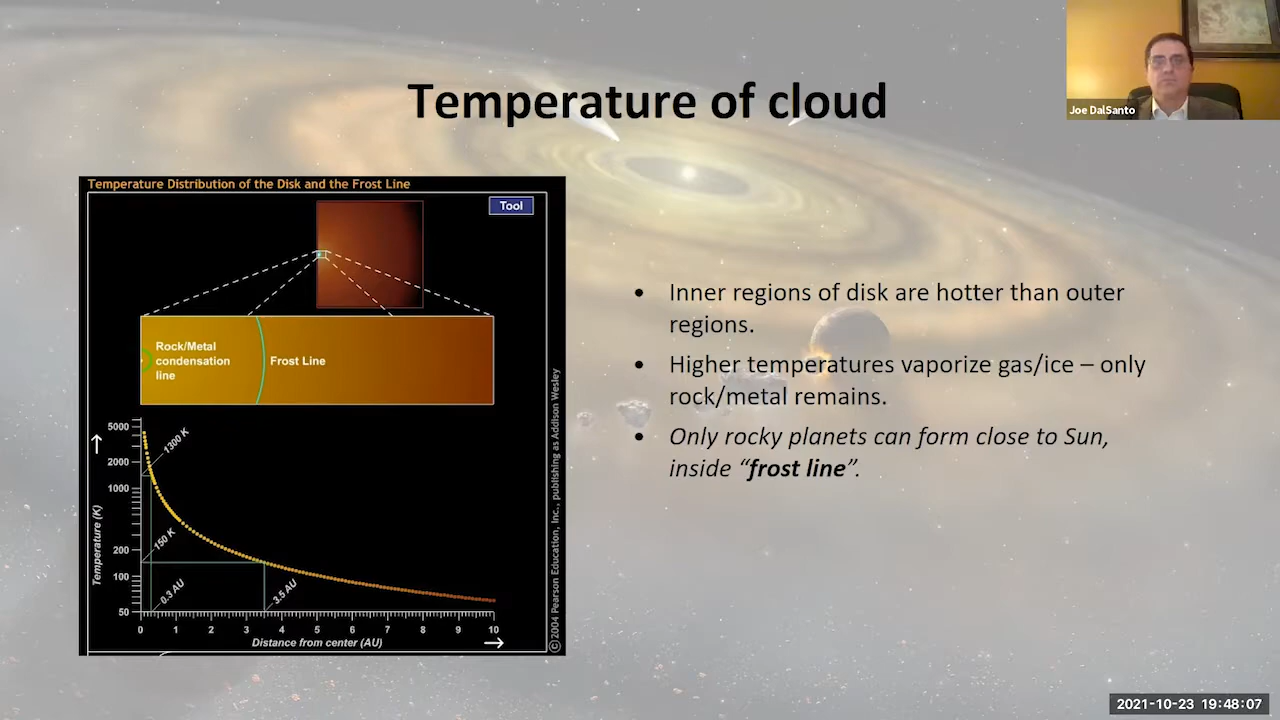 Joe DalSanto
Temperature of cloud
Temperature Distribution of the Disk and the Frost Line
Tool
Rock/Metal
condensation
line
Frost Line
5000
2000
1000
200
100
50
Temperature (K)
1300 K
150 K
0.3 AU
3.5 AU
0 1 2 3 4 5 6 7 8 9 10
Distance from center (AU)
©2004 Pearson Education, Inc., publishing as Addison Wesley
• Inner regions of disk are hotter than outer
regions.
• Higher temperatures vaporize gas/ice – only
rock/metal remains.
• Only rocky planets can form close to Sun,
inside “frost line”.
2021-10-23 19:48:07